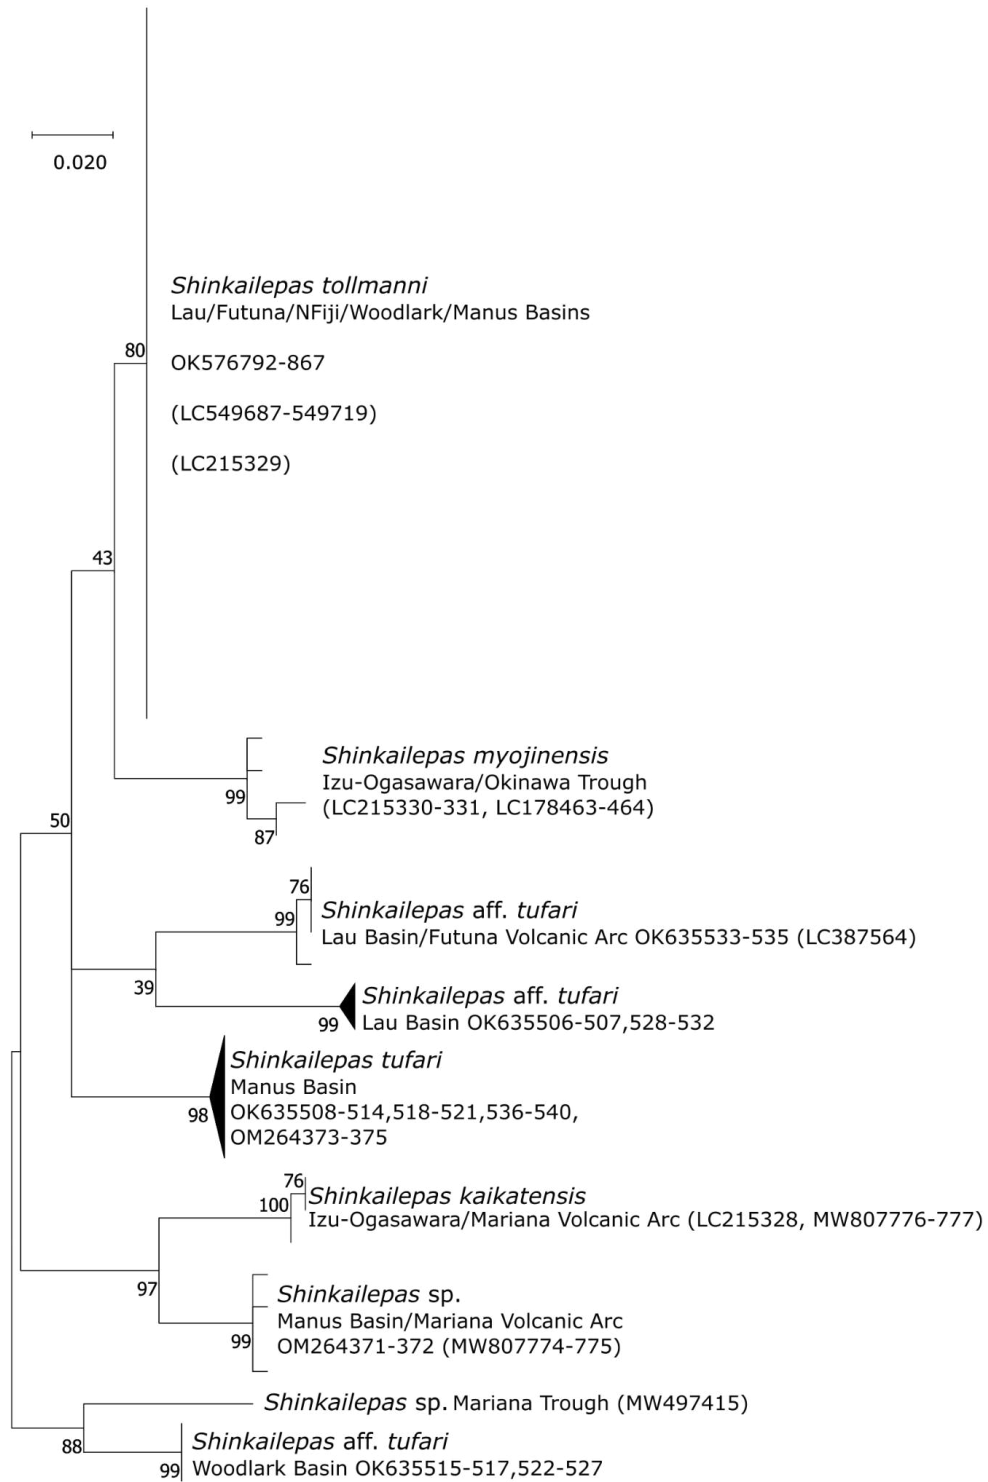 0.020
80
Shinkailepas tollmanni
Lau/Futuna/NFiji/Woodlark/Manus Basins
OK576792-867
(LC549687-549719)
(LC215329)
43
Shinkailepas myojinensis
Izu-Ogasawara/Okinawa Trough
(LC215330-331, LC178463-464)
99
87
50
76
99
Shinkailepas aff. tufari
Lau Basin/Futuna Volcanic Arc OK635533-535 (LC387564)
39
Shinkailepas aff. tufari
Lau Basin OK635506-507,528-532
99
Shinkailepas tufari
Manus Basin
OK635508-514,518-521,536-540,
OM264373-375
98
76
100
Shinkailepas kaikatensis
Izu-Ogasawara/Mariana Volcanic Arc (LC215328, MW807776-777)
97
Shinkailepas sp.
Manus Basin/Mariana Volcanic Arc
OM264371-372 (MW807774-775)
99
Shinkailepas sp. Mariana Trough (MW497415)
88
Shinkailepas aff. tufari
Woodlark Basin OK635515-517,522-527
99